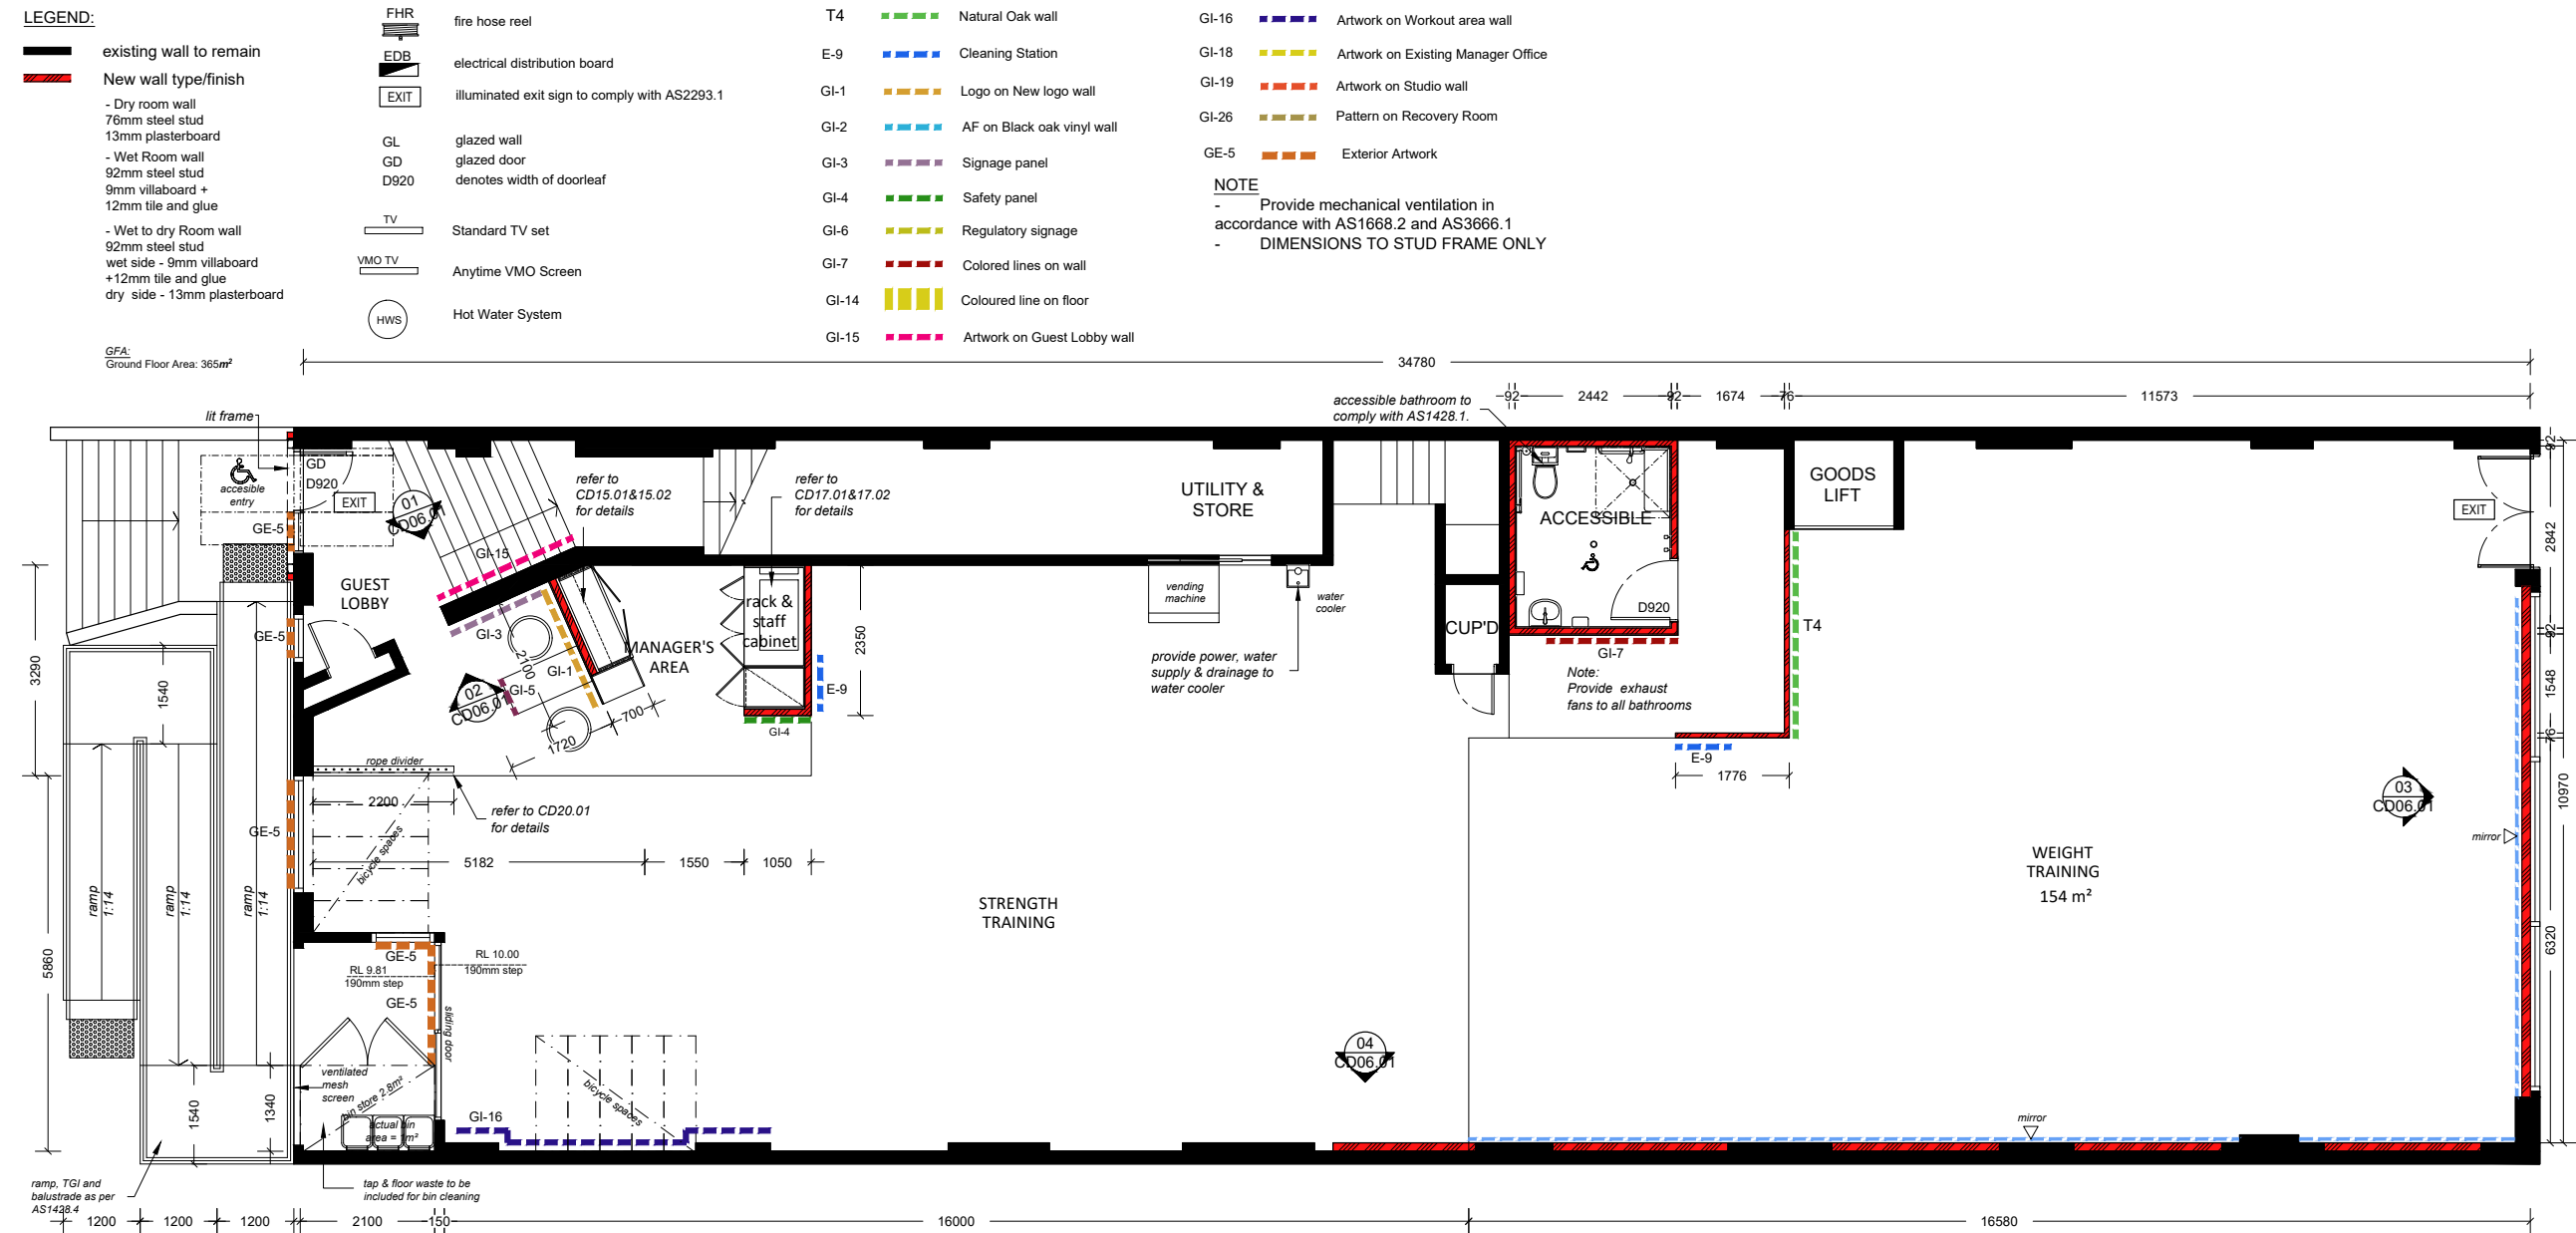 LEGEND:
existing wall to remain
New wall type/finish
- Dry room wall
76mm steel stud
13mm plasterboard
- Wet Room wall
92mm steel stud
9mm villaboard +
12mm tile and glue
- Wet to dry Room wall
92mm steel stud
wet side - 9mm villaboard
+12mm tile and glue
dry side - 13mm plasterboard
GFA:
Ground Floor Area: 365m²
FHR fire hose reel
EDB electrical distribution board
EXIT illuminated exit sign to comply with AS2293.1
GL glazed wall
GD glazed door
D920 denotes width of doorleaf
TV Standard TV set
VMO TV Anytime VMO Screen
HWS Hot Water System
T4 Natural Oak wall
E-9 Cleaning Station
GI-1 Logo on New logo wall
GI-2 AF on Black oak vinyl wall
GI-3 Signage panel
GI-4 Safety panel
GI-6 Regulatory signage
GI-7 Colored lines on wall
GI-14 Coloured line on floor
GI-15 Artwork on Guest Lobby wall
GI-16 Artwork on Workout area wall
GI-18 Artwork on Existing Manager Office
GI-19 Artwork on Studio wall
GI-26 Pattern on Recovery Room
GE-5 Exterior Artwork
NOTE
- Provide mechanical ventilation in
accordance with AS1668.2 and AS3666.1
- DIMENSIONS TO STUD FRAME ONLY
34780
92 2442 92 1674 76 11573
accessible bathroom to
comply with AS1428.1.
lit frame
GD
D920
EXIT
accesible
entry
GE-5
01
CD06.01
refer to
CD15.01&15.02
for details
refer to
CD17.01&17.02
for details
UTILITY &
STORE
ACCESSIBLE
GOODS
LIFT
EXIT
92
2842
GI-15
GUEST
LOBBY
GE-5
GI-3
2100
GI-1
GI-5
MANAGER'S
AREA
rack &
staff
cabinet
2350
E-9
GI-4
vending
machine
water
cooler
provide power, water
supply & drainage to
water cooler
CUP'D
D920
GI-7
Note:
Provide exhaust
fans to all bathrooms
T4
E-9
1776
92
1548
76
10970
6320
3290
1540
02
CD06.01
700
1720
rope divider
2200
refer to CD20.01
for details
bicycle spaces
5182 1550 1050
GE-5
5860
ramp
1:14
ramp
1:14
ramp
1:14
STRENGTH
TRAINING
WEIGHT
TRAINING
154 m²
03
CD06.01
mirror
GE-5
RL 9.81
190mm step
RL 10.00
190mm step
GE-5
sliding door
ventilated
mesh
screen
bin store 2.8m²
actual bin
area = 1m²
1540
1340
GI-16
bicycle spaces
04
CD06.01
mirror
ramp, TGI and
balustrade as per
AS1428.4
tap & floor waste to be
included for bin cleaning
1200 1200 1200 2100 150 16000 16580